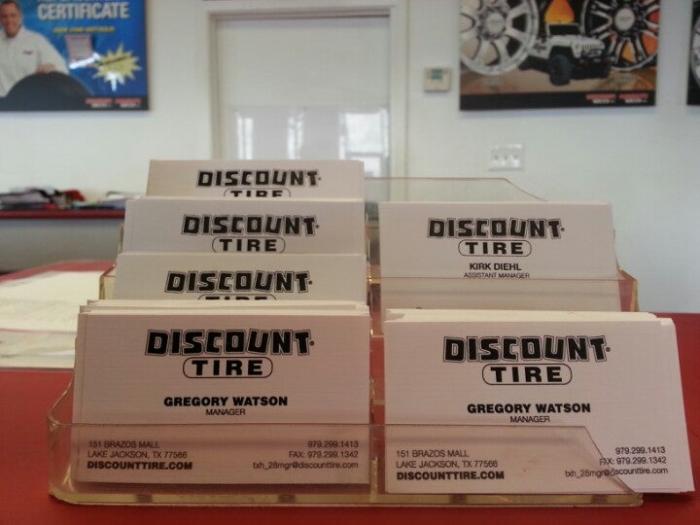 CERTIFICATE
DISCOUNT
TIRE
DISCOUNT
TIRE
DISCOUNT
TIRE
DISCOUNT
TIRE
GREGORY WATSON
MANAGER
151 BRAZOS MALL
LAKE JACKSON, TX 77566
DISCOUNTTIRE.COM
979.299.1413
FAX: 979.299.1342
txh_28mgr@discounttire.com
DISCOUNT
TIRE
KIRK DIEHL
ASSISTANT MANAGER
DISCOUNT
TIRE
GREGORY WATSON
MANAGER
151 BRAZOS MALL
LAKE JACKSON, TX 77566
DISCOUNTTIRE.COM
979.299.1413
FAX: 979.299.1342
txh_28mgr@discounttire.com